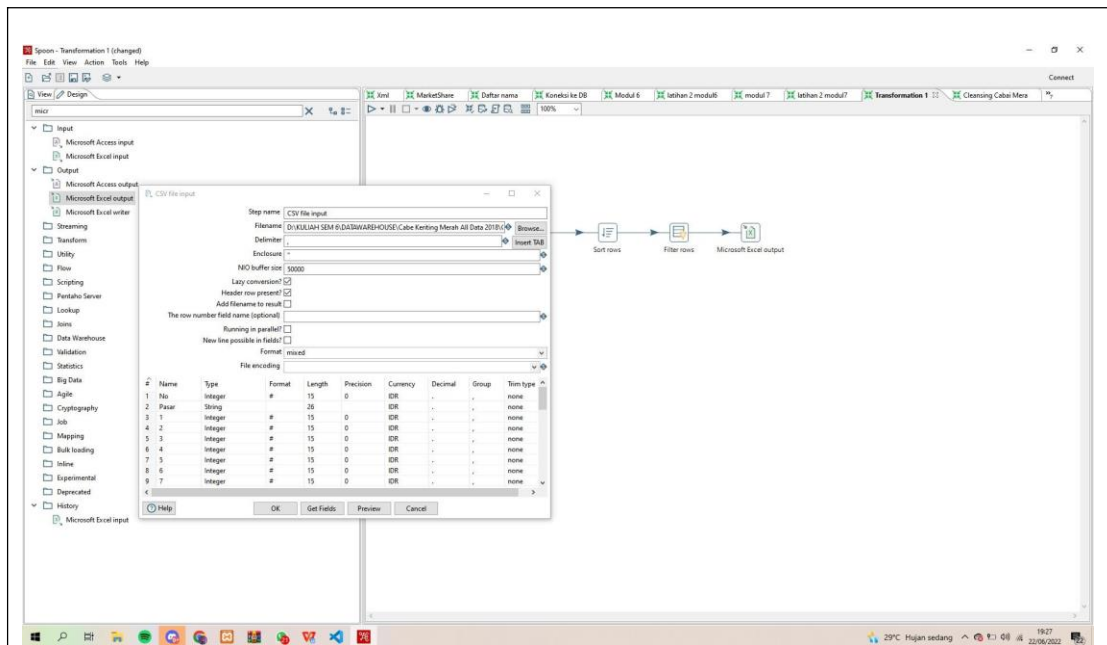 Spoon - Transformation 1 (changed)
File Edit View Action Tools Help
Connect
View Design
micr
Input
Microsoft Access input
Microsoft Excel input
Output
Microsoft Access output
Microsoft Excel output
Microsoft Excel writer
Streaming
Transform
Utility
Flow
Scripting
Pentaho Server
Lookup
Joins
Data Warehouse
Validation
Statistics
Big Data
Agile
Cryptography
Job
Mapping
Bulk loading
Inline
Experimental
Deprecated
History
Microsoft Excel input
Xml MarketShare Daftar nama Koneksi ke DB Modul 6 latihan 2 modul6 modul 7 latihan 2 modul7 Transformation 1 Cleansing Cabai Mera
100%
Sort rows Filter rows Microsoft Excel output
CSV file input
Step name CSV file input
Filename D:\KULIAH SEM 6\DATAWAREHOUSE\Cabe Keriting Merah All Data 2018\ Browse...
Delimiter , Insert TAB
Enclosure "
NIO buffer size 50000
Lazy conversion?
Header row present?
Add filename to result
The row number field name (optional)
Running in parallel?
New line possible in fields?
Format mixed
File encoding
# Name Type Format Length Precision Currency Decimal Group Trim type
1 No Integer # 15 0 IDR . , none
2 Pasar String 26 IDR . , none
3 1 Integer # 15 0 IDR . , none
4 2 Integer # 15 0 IDR . , none
5 3 Integer # 15 0 IDR . , none
6 4 Integer # 15 0 IDR . , none
7 5 Integer # 15 0 IDR . , none
8 6 Integer # 15 0 IDR . , none
9 7 Integer # 15 0 IDR . , none
Help OK Get Fields Preview Cancel
29°C Hujan sedang
19:27
22/06/2022